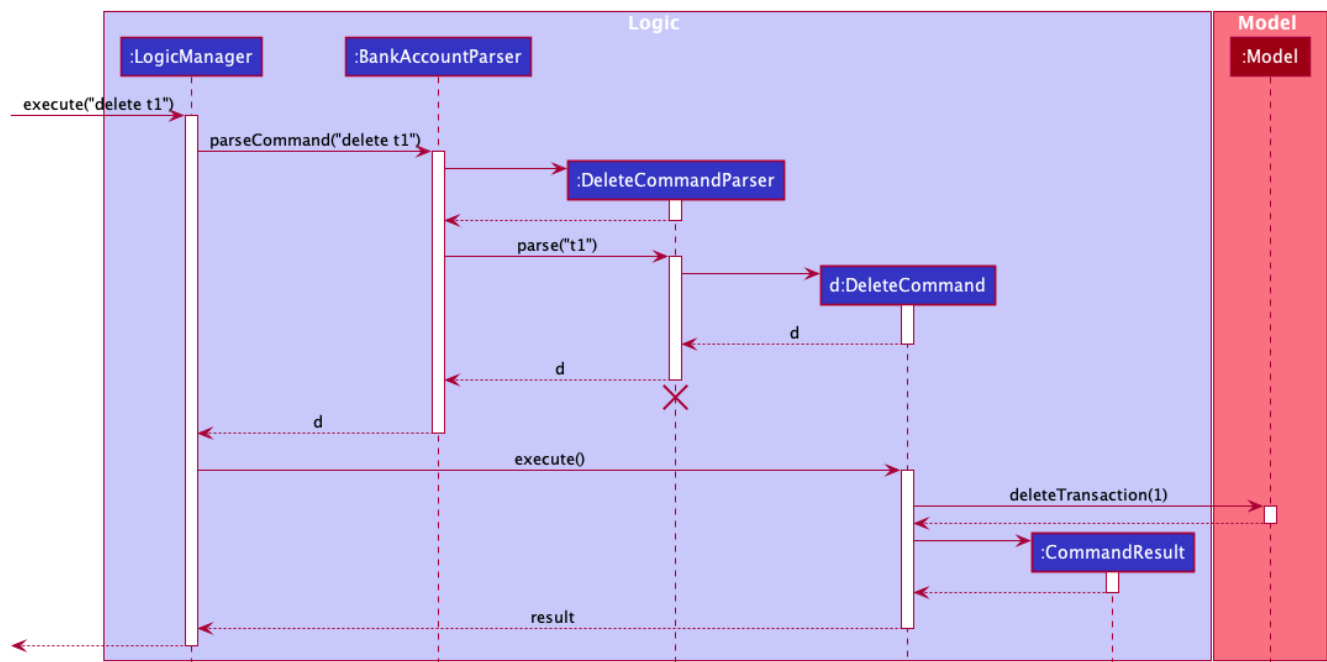 Logic
Model
:LogicManager
:BankAccountParser
:Model
execute("delete t1")
parseCommand("delete t1")
:DeleteCommandParser
parse("t1")
d:DeleteCommand
d
d
d
execute()
deleteTransaction(1)
:CommandResult
result